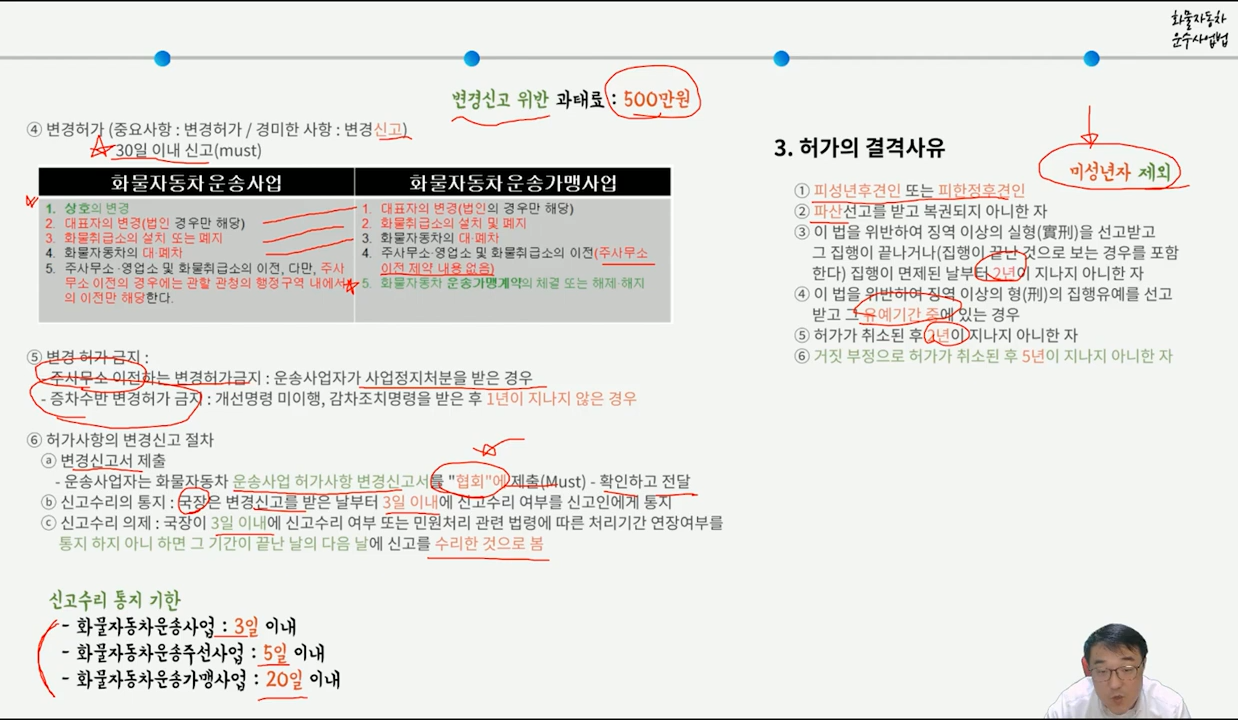 화물자동차
운수사업법
변경신고 위반 과태료 : 500만원
④ 변경허가 (중요사항 : 변경허가 / 경미한 사항 : 변경신고)
30일 이내 신고(must)
화물자동차 운송사업
1. 상호의 변경
2. 대표자의 변경(법인 경우만 해당)
3. 화물취급소의 설치 또는 폐지
4. 화물자동차의 대·폐차
5. 주사무소·영업소 및 화물취급소의 이전, 다만, 주사
무소 이전의 경우에는 관할 관청의 행정구역 내에서
의 이전만 해당한다.
화물자동차 운송가맹사업
1. 대표자의 변경(법인의 경우만 해당)
2. 화물취급소의 설치 및 폐지
3. 화물자동차의 대·폐차
4. 주사무소·영업소 및 화물취급소의 이전(주사무소
이전 제약 내용 없음)
5. 화물자동차 운송가맹계약의 체결 또는 해제·해지
⑤ 변경 허가 금지 :
- 주사무소 이전하는 변경허가금지 : 운송사업자가 사업정지처분을 받은 경우
- 증차수반 변경허가 금지 : 개선명령 미이행, 감차조치명령을 받은 후 1년이 지나지 않은 경우
⑥ 허가사항의 변경신고 절차
ⓐ 변경신고서 제출
- 운송사업자는 화물자동차 운송사업 허가사항 변경신고서를 "협회"에 제출(Must) - 확인하고 전달
ⓑ 신고수리의 통지 : 국장은 변경신고를 받은 날부터 3일 이내에 신고수리 여부를 신고인에게 통지
ⓒ 신고수리 의제 : 국장이 3일 이내에 신고수리 여부 또는 민원처리 관련 법령에 따른 처리기간 연장여부를
통지 하지 아니 하면 그 기간이 끝난 날의 다음 날에 신고를 수리한 것으로 봄
신고수리 통지 기한
- 화물자동차운송사업 : 3일 이내
- 화물자동차운송주선사업 : 5일 이내
- 화물자동차운송가맹사업 : 20일 이내
3. 허가의 결격사유
미성년자 제외
① 피성년후견인 또는 피한정후견인
② 파산선고를 받고 복권되지 아니한 자
③ 이 법을 위반하여 징역 이상의 실형(實刑)을 선고받고
그 집행이 끝나거나(집행이 끝난 것으로 보는 경우를 포함
한다) 집행이 면제된 날부터 2년이 지나지 아니한 자
④ 이 법을 위반하여 징역 이상의 형(刑)의 집행유예를 선고
받고 그 유예기간 중에 있는 경우
⑤ 허가가 취소된 후 2년이 지나지 아니한 자
⑥ 거짓 부정으로 허가가 취소된 후 5년이 지나지 아니한 자